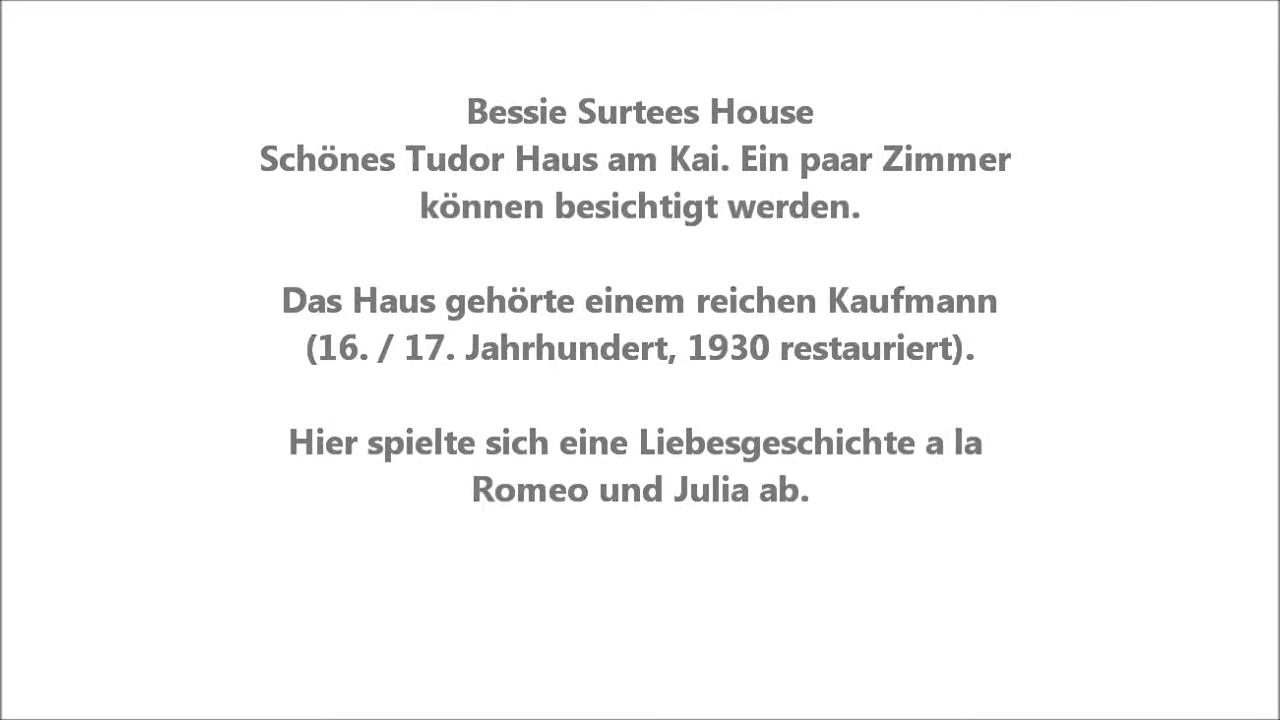 Bessie Surtees House
Schönes Tudor Haus am Kai. Ein paar Zimmer
können besichtigt werden.
Das Haus gehörte einem reichen Kaufmann
(16. / 17. Jahrhundert, 1930 restauriert).
Hier spielte sich eine Liebesgeschichte a la
Romeo und Julia ab.